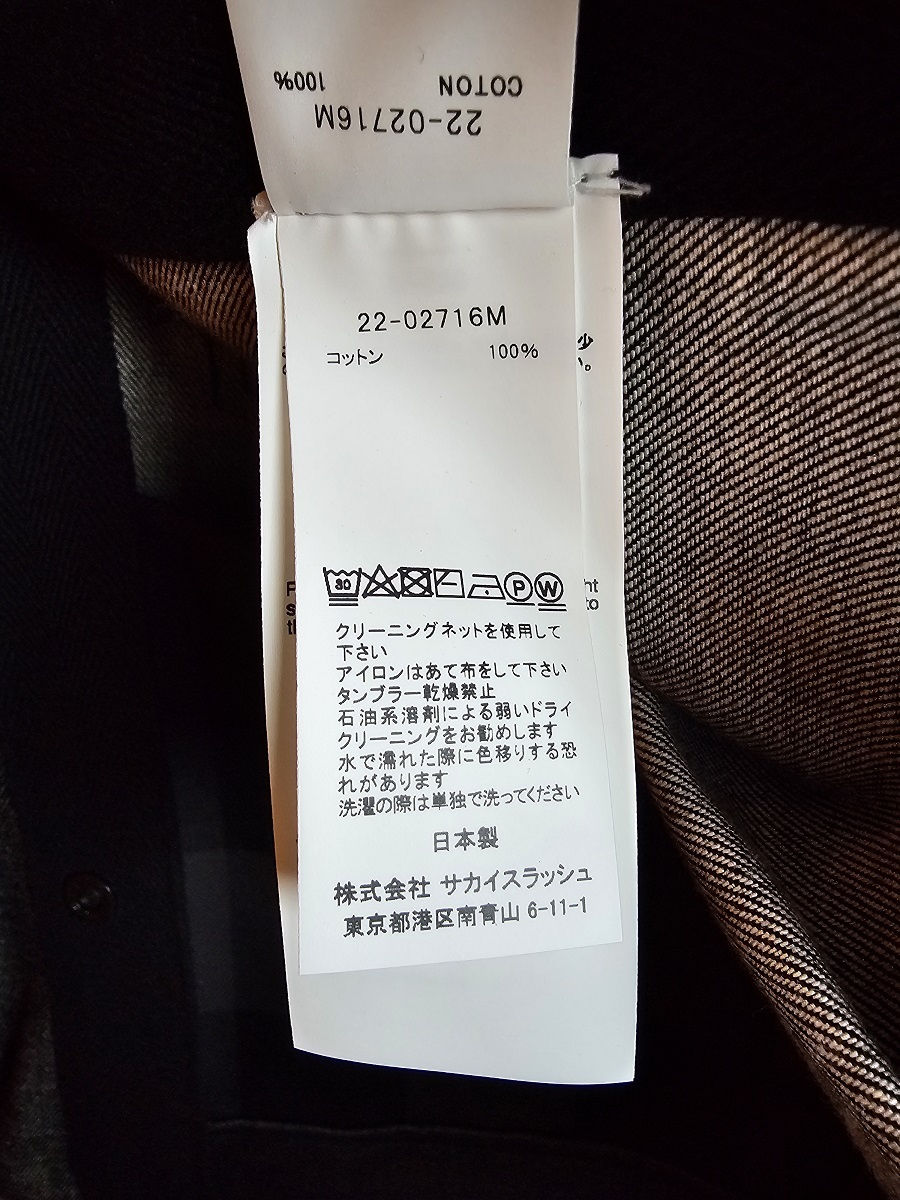 COTON 100%
22-02716M
22-02716M
コットン 100%
少
。
ht
to
30
P W
クリーニングネットを使用して
下さい
アイロンはあて布をして下さい
タンブラー乾燥禁止
石油系溶剤による弱いドライ
クリーニングをお勧めします
水で濡れた際に色移りする恐
れがあります
洗濯の際は単独で洗ってください
日本製
株式会社 サカイスラッシュ
東京都港区南青山 6-11-1